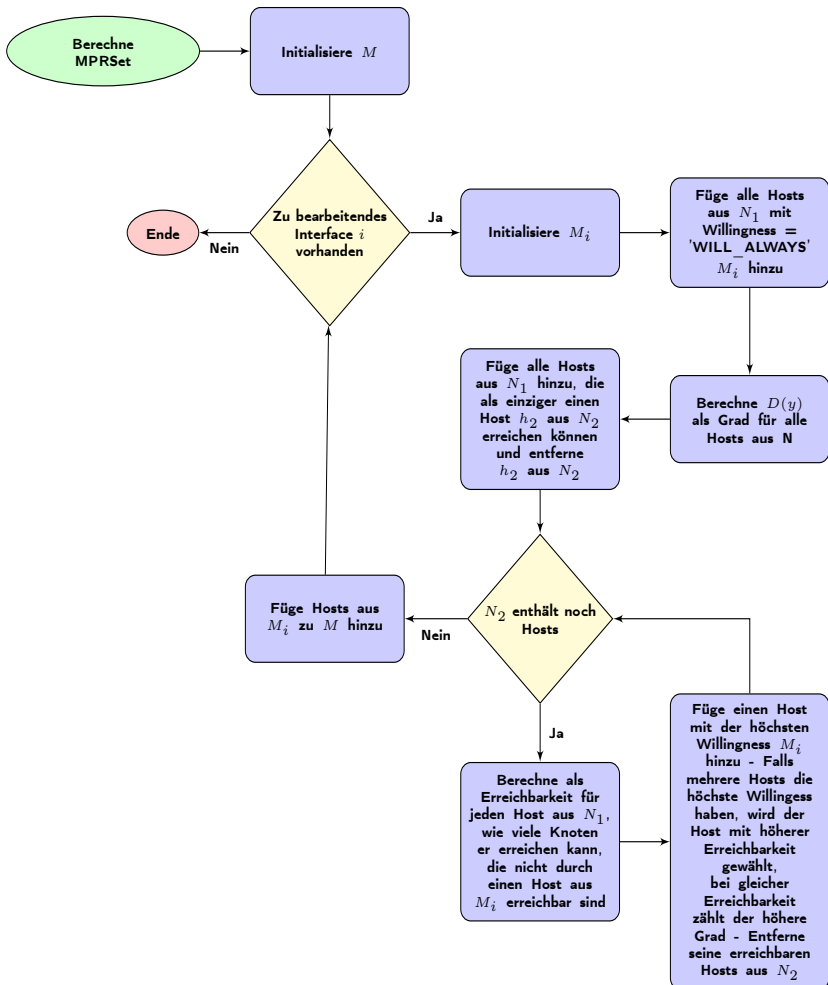 Berechne
MPRSet
Initialisiere M
Zu bearbeitendes
Interface i
vorhanden
Nein
Ende
Ja
Initialisiere M_i
Füge alle Hosts
aus N_1 mit
Willingness =
'WILL_ALWAYS'
M_i hinzu
Berechne D(y)
als Grad für alle
Hosts aus N
Füge alle Hosts
aus N_1 hinzu, die
als einziger einen
Host h_2 aus N_2
erreichen können
und entferne
h_2 aus N_2
N_2 enthält noch
Hosts
Nein
Füge Hosts aus
M_i zu M hinzu
Ja
Berechne als
Erreichbarkeit für
jeden Host aus N_1,
wie viele Knoten
er erreichen kann,
die nicht durch
einen Host aus
M_i erreichbar sind
Füge einen Host
mit der höchsten
Willingness M_i
hinzu - Falls
mehrere Hosts die
höchste Willingess
haben, wird der
Host mit höherer
Erreichbarkeit
gewählt,
bei gleicher
Erreichbarkeit
zählt der höhere
Grad - Entferne
seine erreichbaren
Hosts aus N_2